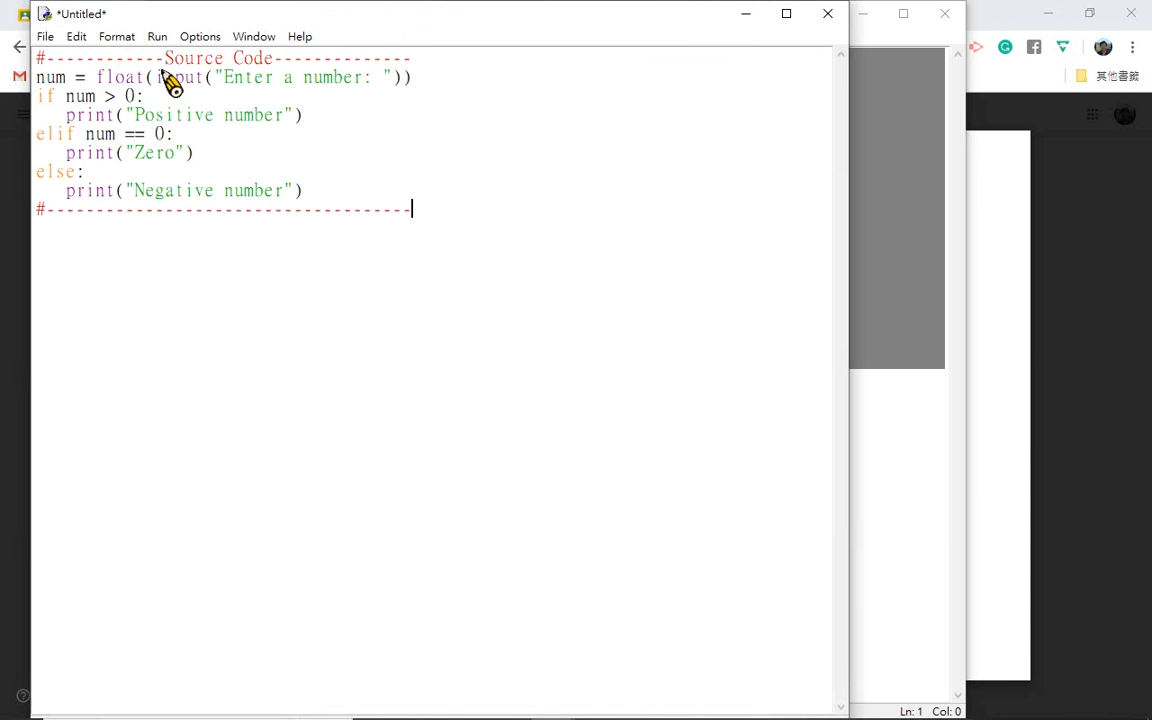 *Untitled*
File Edit Format Run Options Window Help
#------------Source Code--------------
num = float(input("Enter a number: "))
if num > 0:
   print("Positive number")
elif num == 0:
   print("Zero")
else:
   print("Negative number")
#-------------------------------------
其他書籤
Ln: 1 Col: 0